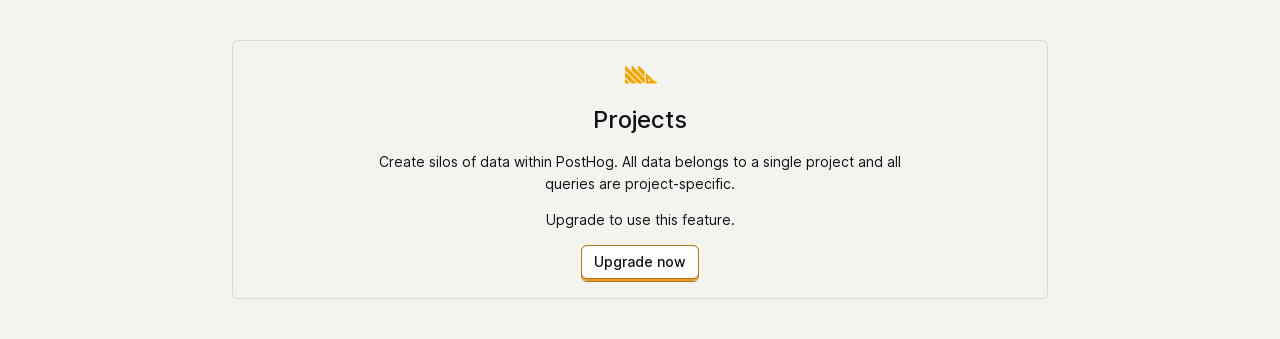 Projects
Create silos of data within PostHog. All data belongs to a single project and all
queries are project-specific.
Upgrade to use this feature.
Upgrade now